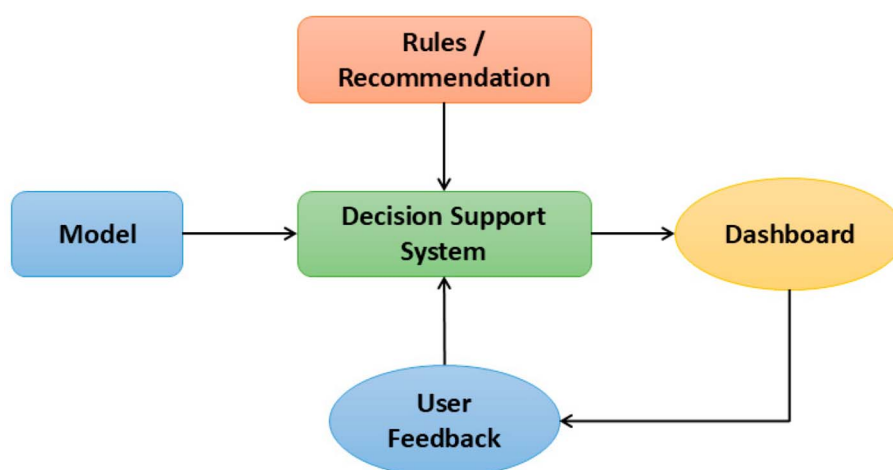 Rules /
Recommendation
Model
Decision Support
System
Dashboard
User
Feedback